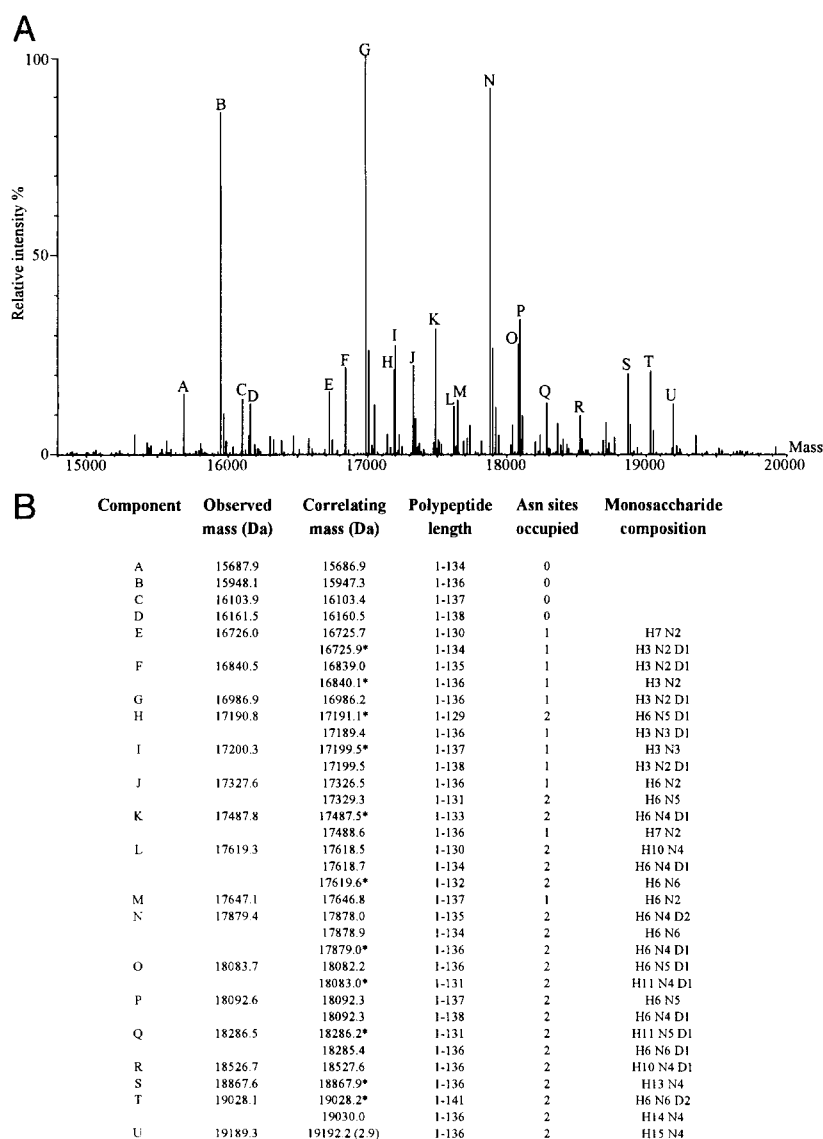 A
G
100
N
B
Relative intensity %
50
P
K
O
I
F
J
H
S
T
A
E
C
D
L
M
Q
U
R
0
Mass
15000 16000 17000 18000 19000 20000
B
Component Observed mass (Da) Correlating mass (Da) Polypeptide length Asn sites occupied Monosaccharide composition
A 15687.9 15686.9 1-134 0
B 15948.1 15947.3 1-136 0
C 16103.9 16103.4 1-137 0
D 16161.5 16160.5 1-138 0
E 16726.0 16725.7 1-130 1 H7 N2
16725.9* 1-134 1 H3 N2 D1
F 16840.5 16839.0 1-135 1 H3 N2 D1
16840.1* 1-136 1 H3 N2
G 16986.9 16986.2 1-136 1 H3 N2 D1
H 17190.8 17191.1* 1-129 2 H6 N5 D1
17189.4 1-136 1 H3 N3 D1
I 17200.3 17199.5* 1-137 1 H3 N3
17199.5 1-138 1 H3 N2 D1
J 17327.6 17326.5 1-136 1 H6 N2
17329.3 1-131 2 H6 N5
K 17487.8 17487.5* 1-133 2 H6 N4 D1
17488.6 1-136 1 H7 N2
L 17619.3 17618.5 1-130 2 H10 N4
17618.7 1-134 2 H6 N4 D1
17619.6* 1-132 2 H6 N6
M 17647.1 17646.8 1-137 1 H6 N2
N 17879.4 17878.0 1-135 2 H6 N4 D2
17878.9 1-134 2 H6 N6
17879.0* 1-136 2 H6 N4 D1
O 18083.7 18082.2 1-136 2 H6 N5 D1
18083.0* 1-131 2 H11 N4 D1
P 18092.6 18092.3 1-137 2 H6 N5
18092.3 1-138 2 H6 N4 D1
Q 18286.5 18286.2* 1-131 2 H11 N5 D1
18285.4 1-136 2 H6 N6 D1
R 18526.7 18527.6 1-136 2 H10 N4 D1
S 18867.6 18867.9* 1-136 2 H13 N4
T 19028.1 19028.2* 1-141 2 H6 N6 D2
19030.0 1-136 2 H14 N4
U 19189.3 19192.2 (2.9) 1-136 2 H15 N4